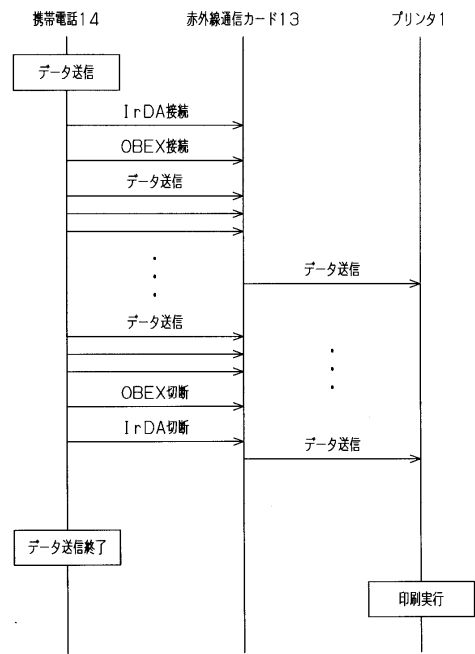 携帯電話14 赤外線通信カード13 プリンタ1
データ送信
IrDA接続
OBEX接続
データ送信
データ送信
データ送信
OBEX切断
IrDA切断
データ送信
データ送信終了
印刷実行